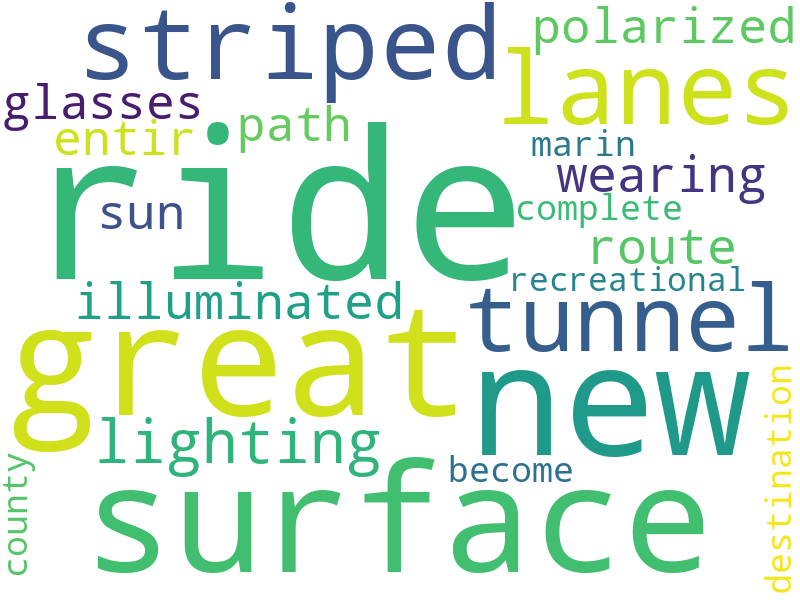 striped
polarized
lanes
glasses
entir
path
marin
wearing
ride
sun
complete
route
recreational
illuminated
tunnel
great
new
lighting
become
destination
county
surface